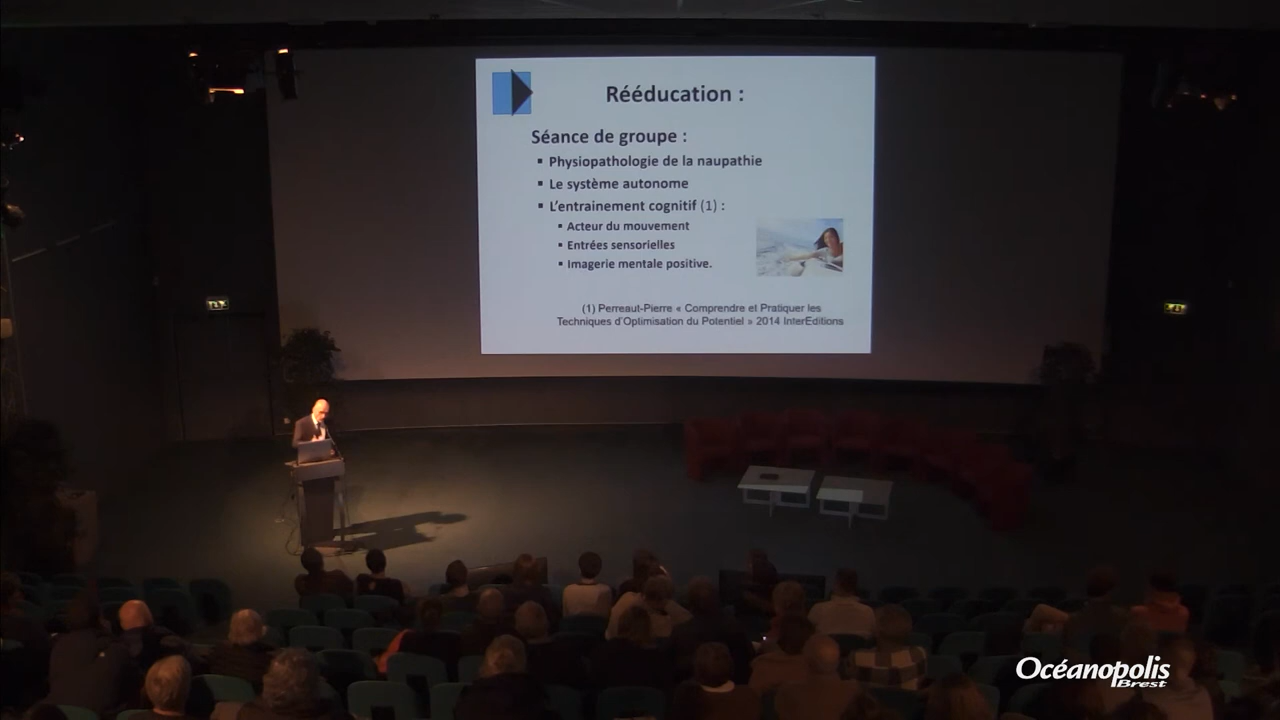 Rééducation :
Séance de groupe :
▪ Physiopathologie de la naupathie
▪ Le système autonome
▪ L'entrainement cognitif (1) :
▪ Acteur du mouvement
▪ Entrées sensorielles
▪ Imagerie mentale positive.
(1) Perreaut-Pierre « Comprendre et Pratiquer les
Techniques d'Optimisation du Potentiel » 2014 InterEditions
Océanopolis
Brest